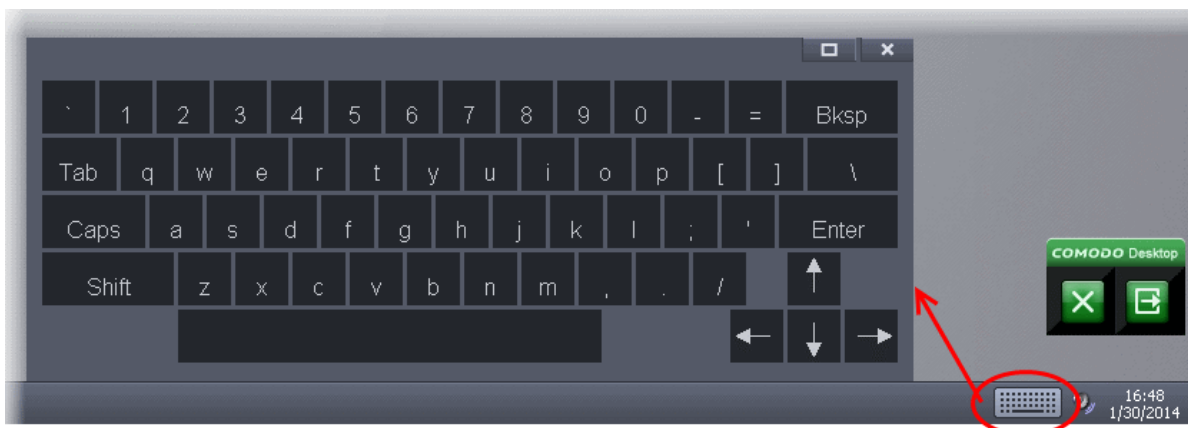 ` 1 2 3 4 5 6 7 8 9 0 - = Bksp
Tab q w e r t y u i o p [ ] \
Caps a s d f g h j k l ; ' Enter
Shift z x c v b n m , . /
COMODO Desktop
16:48
1/30/2014